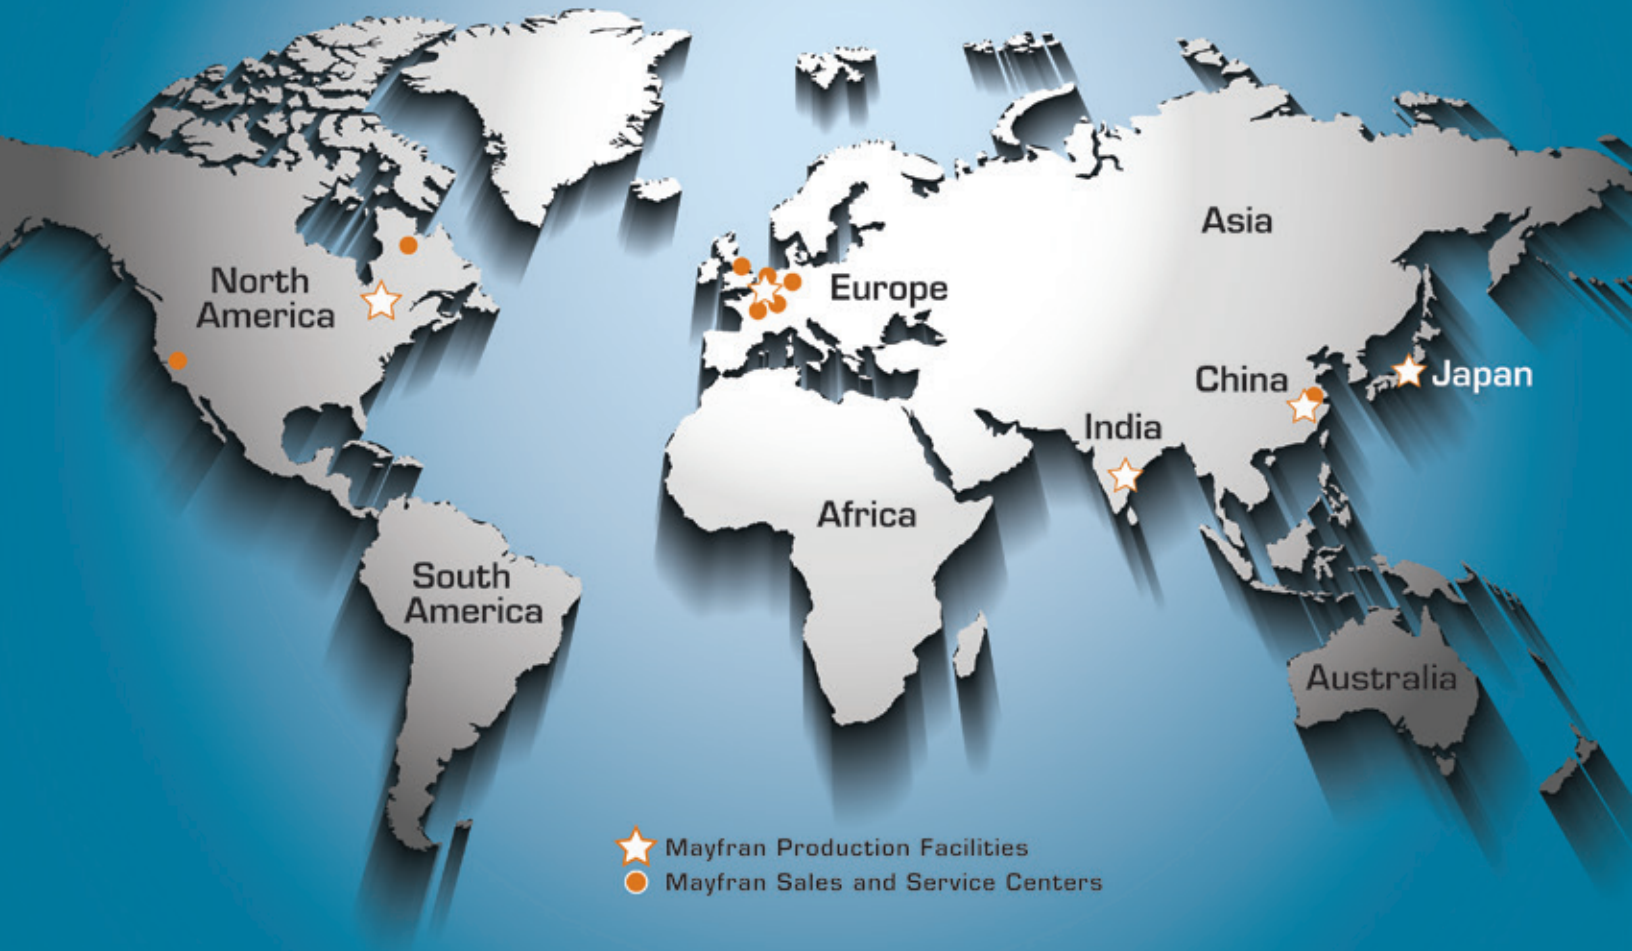 Asia
North
America
Europe
China
Japan
India
Africa
South
America
Australia
Mayfran Production Facilities
Mayfran Sales and Service Centers